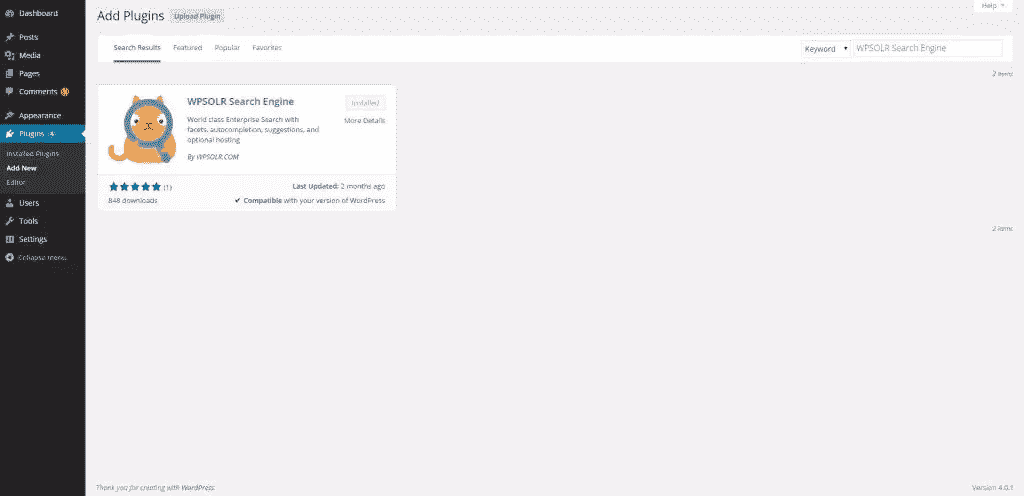 Dashboard
Posts
Media
Pages
Comments
Appearance
Plugins
Installed Plugins
Add New
Editor
Users
Tools
Settings
Collapse menu
Help
Add Plugins Upload Plugin
Search Results Featured Popular Favorites Keyword WPSOLR Search Engine
2 items
WPSOLR Search Engine
Installed
World class Enterprise Search with
facets, autocompletion, suggestions, and
optional hosting
More Details
By WPSOLR.COM
(1)
Last Updated: 2 months ago
848 downloads
✔ Compatible with your version of WordPress
2 items
Thank you for creating with WordPress
Version 4.0.1